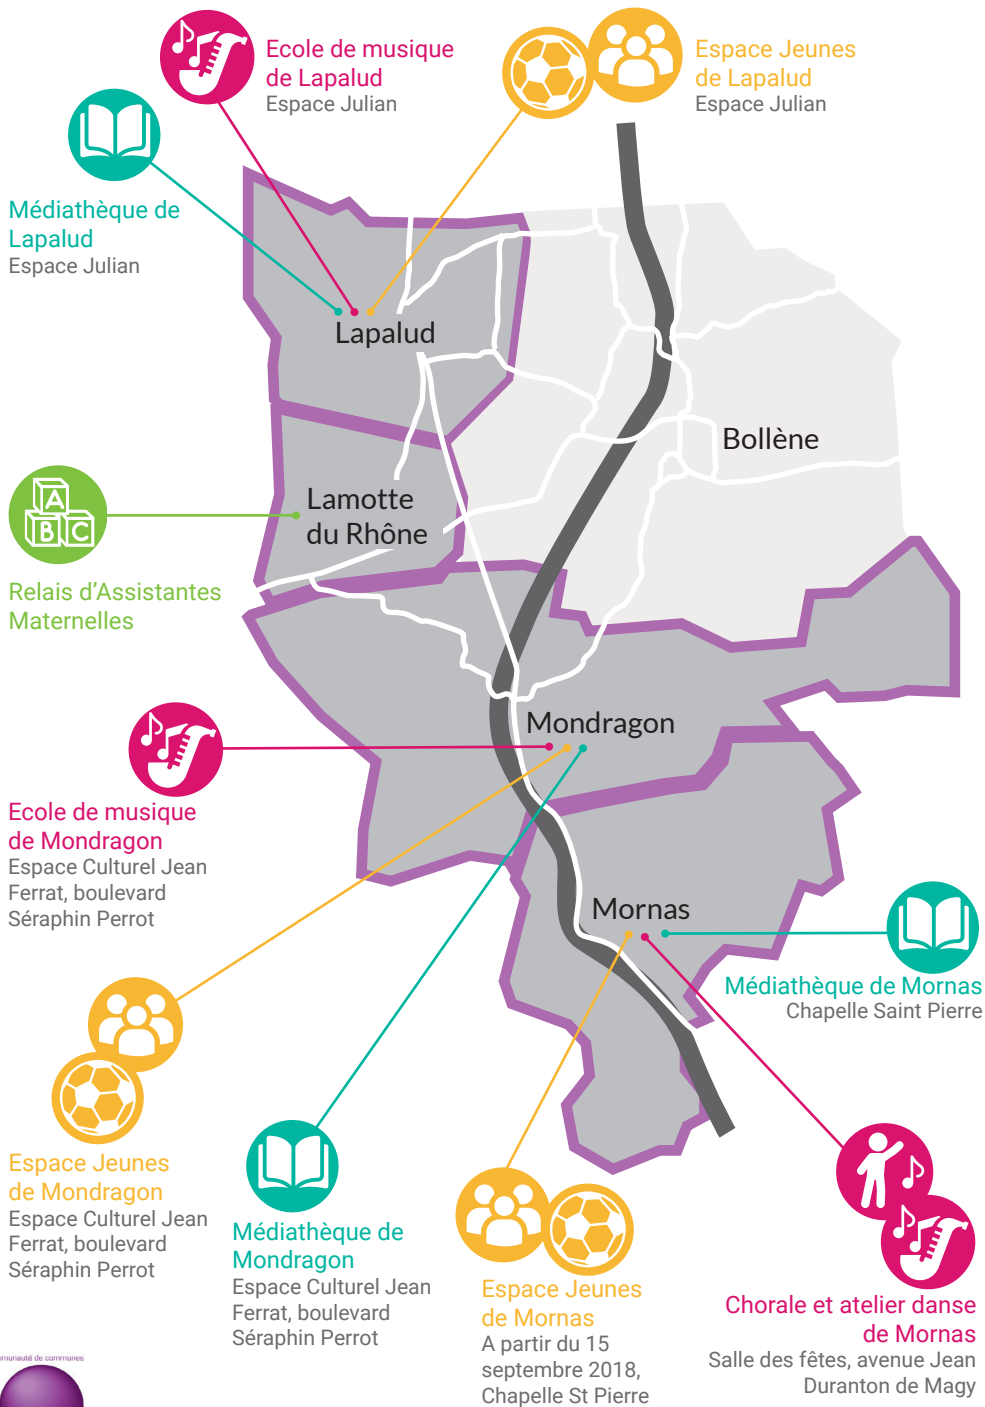 Ecole de musique
de Lapalud
Espace Julian
Espace Jeunes
de Lapalud
Espace Julian
Médiathèque de
Lapalud
Espace Julian
Lapalud
Bollène
Lamotte
du Rhône
A
B C
Relais d'Assistantes
Maternelles
Mondragon
Ecole de musique
de Mondragon
Espace Culturel Jean
Ferrat, boulevard
Séraphin Perrot
Mornas
Médiathèque de Mornas
Chapelle Saint Pierre
Espace Jeunes
de Mondragon
Espace Culturel Jean
Ferrat, boulevard
Séraphin Perrot
Médiathèque de
Mondragon
Espace Culturel Jean
Ferrat, boulevard
Séraphin Perrot
Espace Jeunes
de Mornas
A partir du 15
septembre 2018,
Chapelle St Pierre
Chorale et atelier danse
de Mornas
Salle des fêtes, avenue Jean
Duranton de Magy
munauté de communes